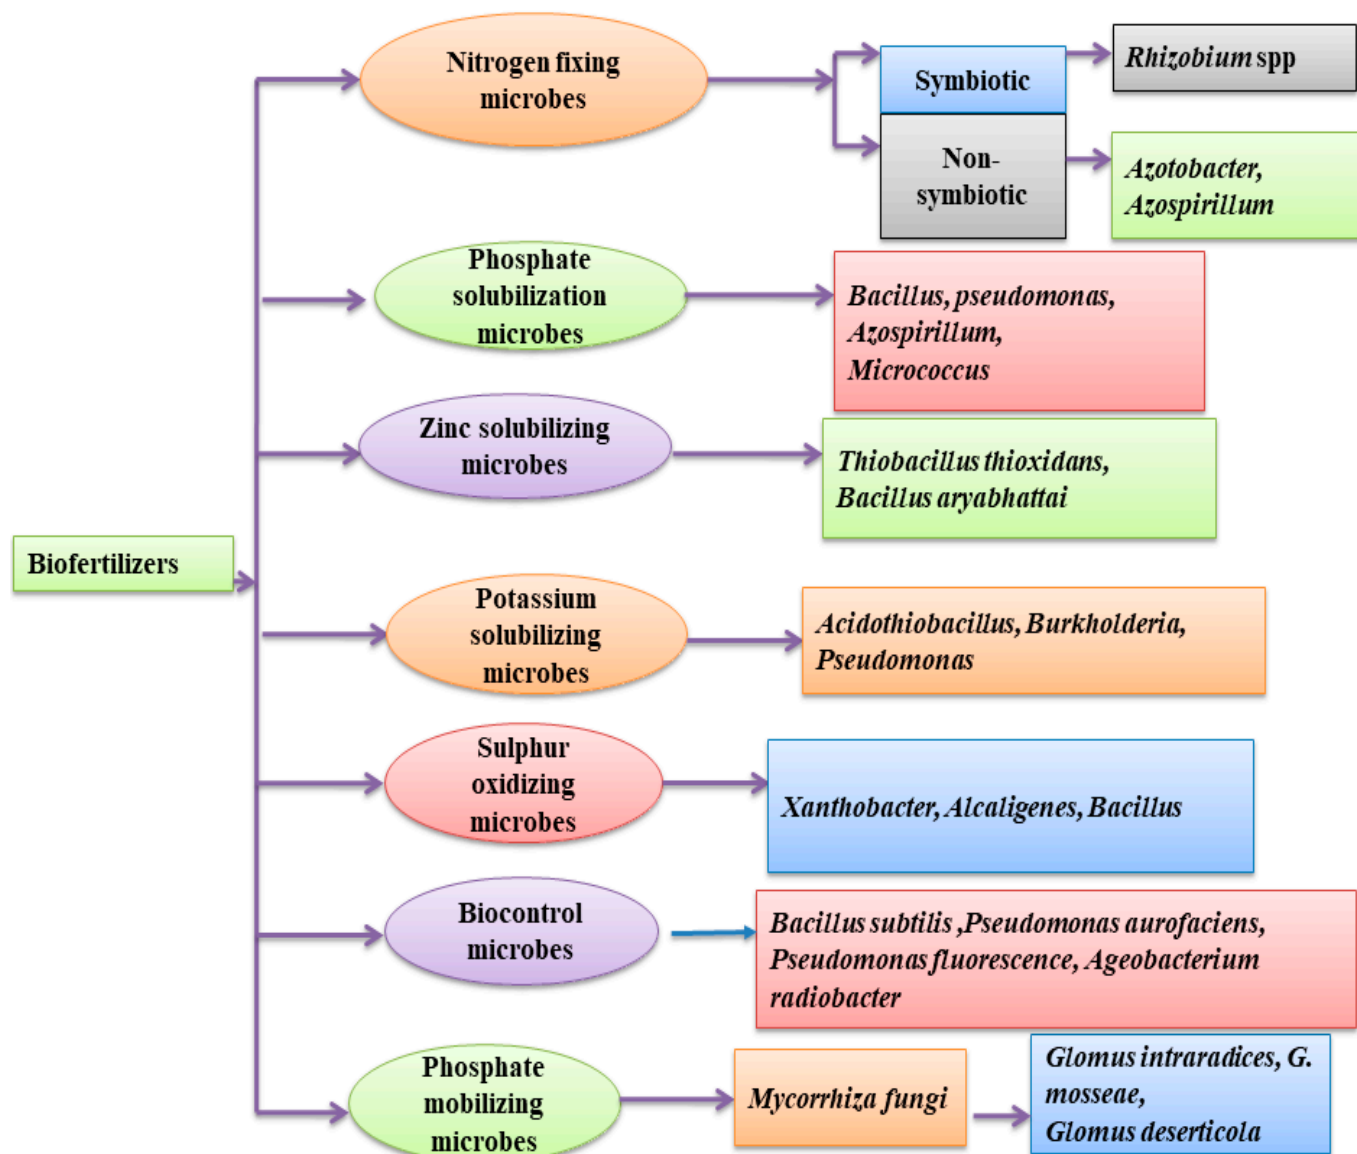 Nitrogen fixing
microbes
Symbiotic
Rhizobium spp
Non-
symbiotic
Azotobacter,
Azospirillum
Phosphate
solubilization
microbes
Bacillus, pseudomonas,
Azospirillum,
Micrococcus
Zinc solubilizing
microbes
Thiobacillus thioxidans,
Bacillus aryabhattai
Biofertilizers
Potassium
solubilizing
microbes
Acidothiobacillus, Burkholderia,
Pseudomonas
Sulphur
oxidizing
microbes
Xanthobacter, Alcaligenes, Bacillus
Biocontrol
microbes
Bacillus subtilis ,Pseudomonas aurofaciens,
Pseudomonas fluorescence, Ageobacterium
radiobacter
Phosphate
mobilizing
microbes
Mycorrhiza fungi
Glomus intraradices, G.
mosseae,
Glomus deserticola